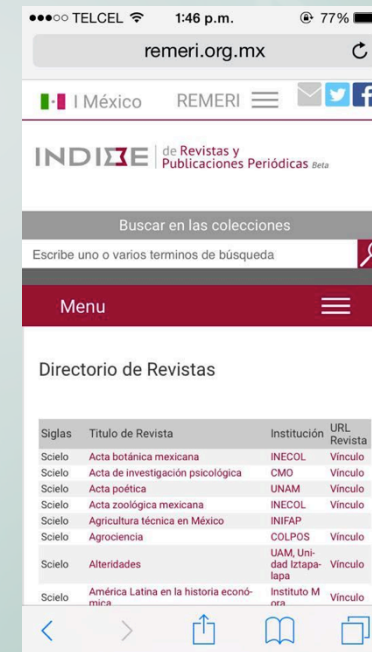 TELCEL 1:46 p.m. 77%
remeri.org.mx
| México REMERI
INDIXE de Revistas y
Publicaciones Periódicas Beta
Buscar en las colecciones
Escribe uno o varios terminos de búsqueda
Menu
Directorio de Revistas
Siglas Titulo de Revista Institución URL Revista
Scielo Acta botánica mexicana INECOL Vínculo
Scielo Acta de investigación psicológica CMO Vínculo
Scielo Acta poética UNAM Vínculo
Scielo Acta zoológica mexicana INECOL Vínculo
Scielo Agricultura técnica en México INIFAP
Scielo Agrociencia COLPOS Vínculo
Scielo Alteridades UAM, Uni-
dad Iztapa-
lapa Vínculo
Scielo América Latina en la historia econó-
mica Instituto M
ora Vínculo